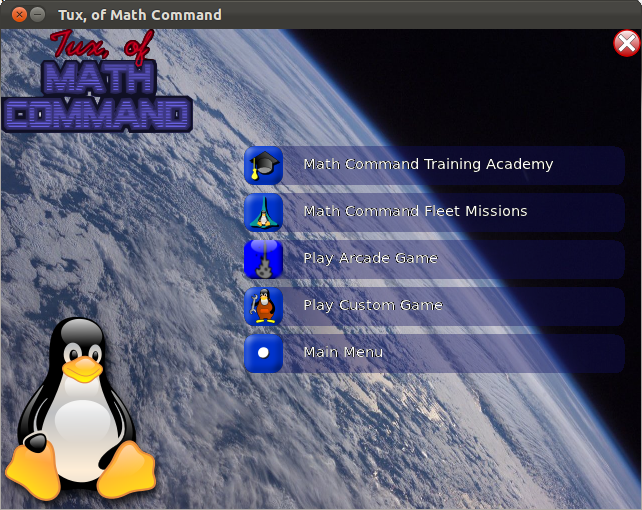 Tux, of Math Command
Tux, of
MATH
COMMAND
Math Command Training Academy
Math Command Fleet Missions
Play Arcade Game
Play Custom Game
Main Menu